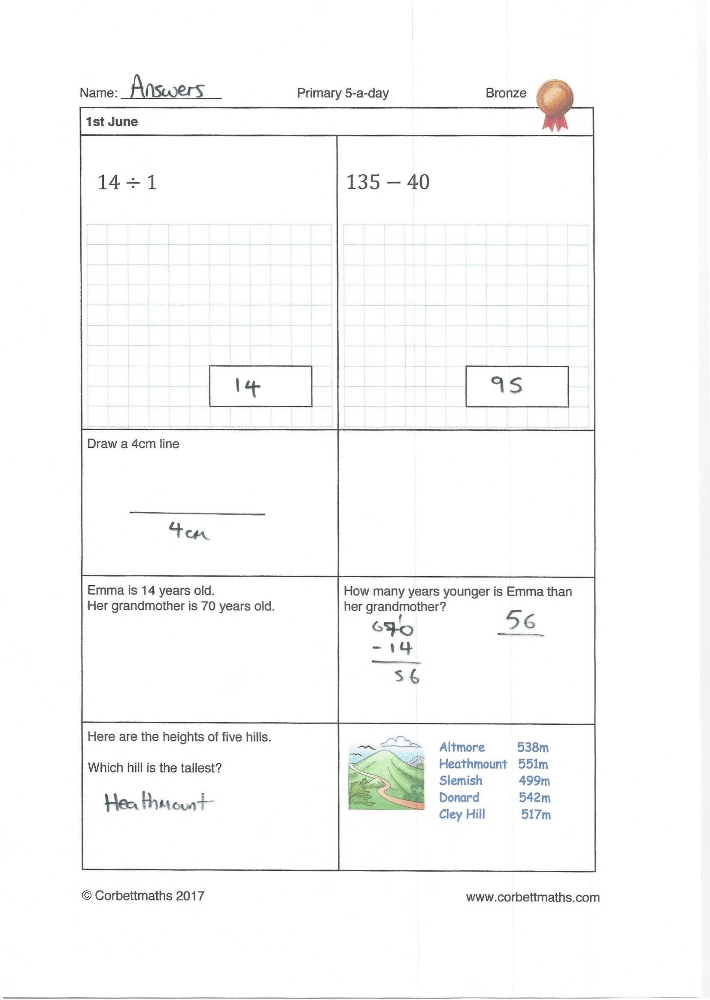 Name: Answers Primary 5-a-day Bronze
1st June
14 ÷ 1
135 − 40
14
95
Draw a 4cm line
4cm
Emma is 14 years old.
Her grandmother is 70 years old.
How many years younger is Emma than
her grandmother?
56
6 7 1 0
- 14
56
Here are the heights of five hills.
Which hill is the tallest?
Heathmount
Altmore 538m
Heathmount 551m
Slemish 499m
Donard 542m
Cley Hill 517m
© Corbettmaths 2017 www.corbettmaths.com